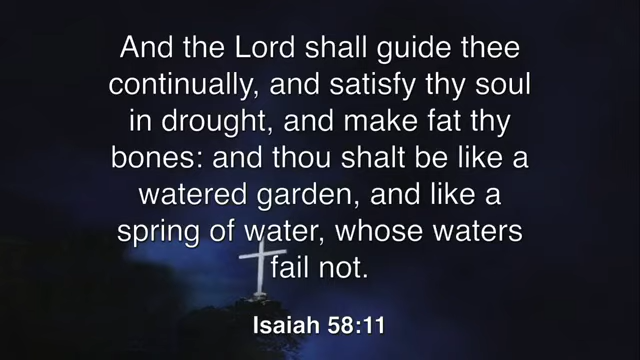 And the Lord shall guide thee
continually, and satisfy thy soul
in drought, and make fat thy
bones: and thou shalt be like a
watered garden, and like a
spring of water, whose waters
fail not.
Isaiah 58:11